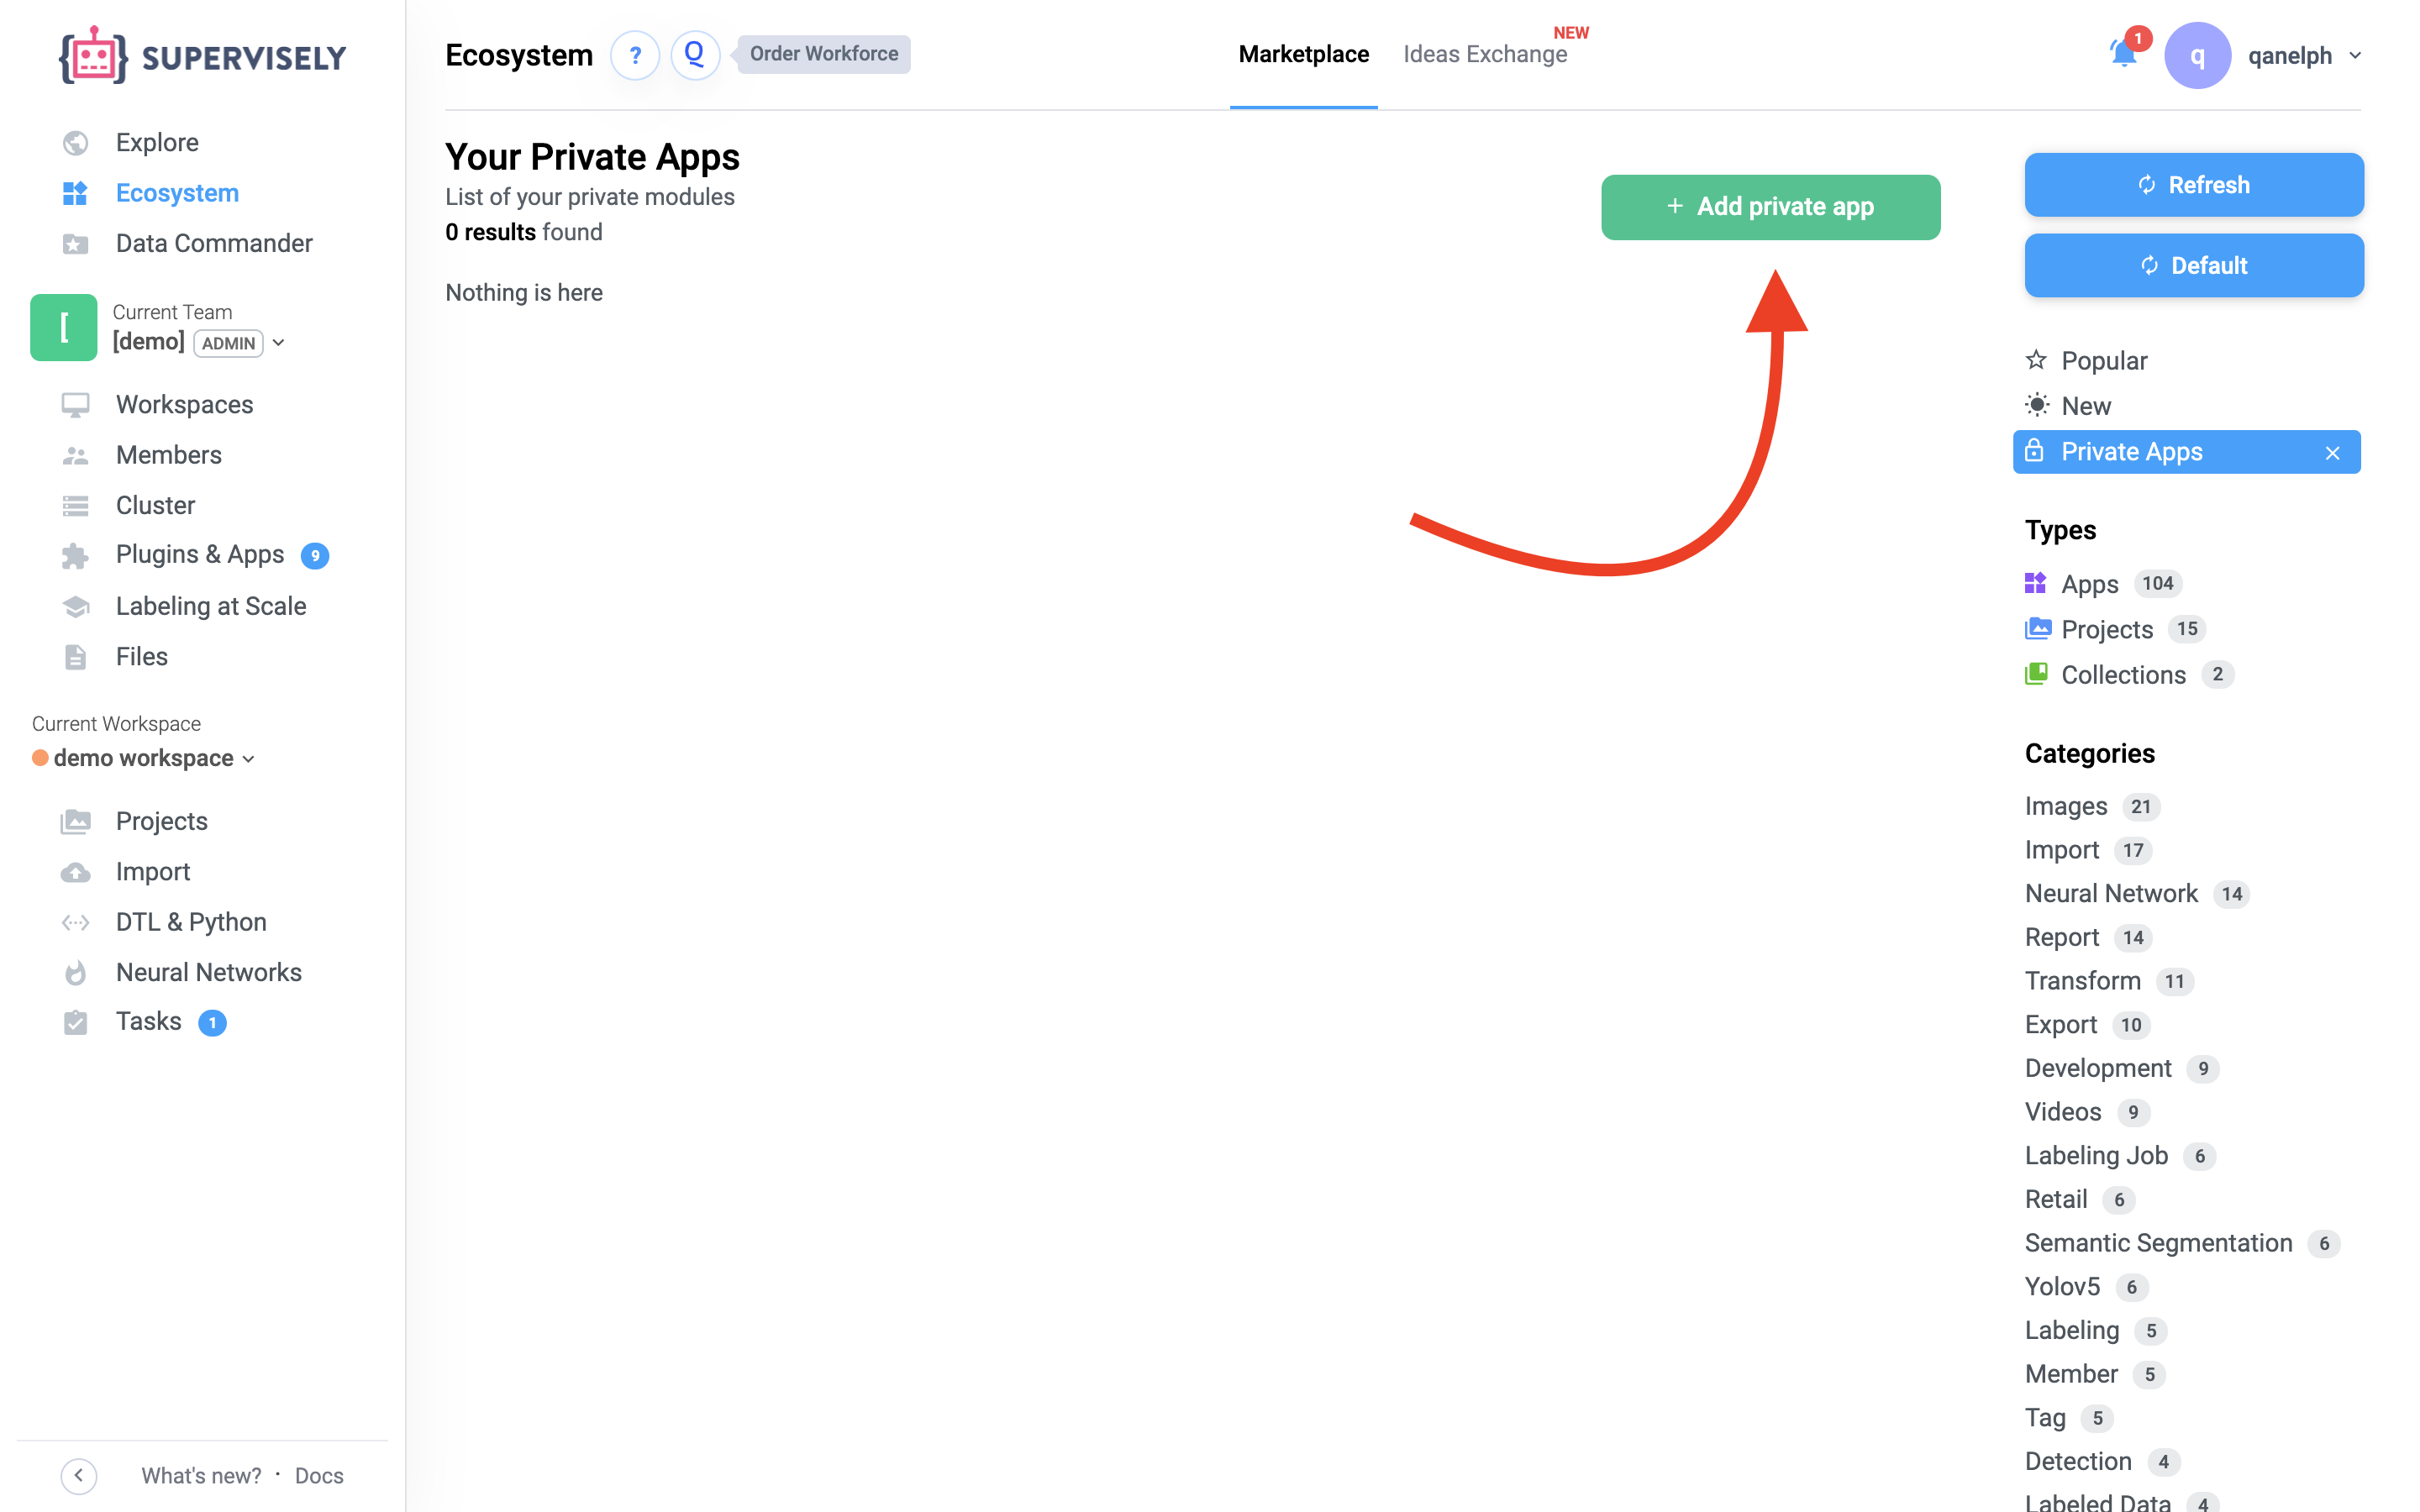 SUPERVISELY
Explore
Ecosystem
Data Commander
[
Current Team
[demo] ADMIN
Workspaces
Members
Cluster
Plugins & Apps 9
Labeling at Scale
Files
Current Workspace
demo workspace
Projects
Import
DTL & Python
Neural Networks
Tasks 1
What's new? · Docs
Ecosystem ? Q Order Workforce
Marketplace
Ideas Exchange NEW
1
q qanelph
Your Private Apps
List of your private modules
0 results found
Nothing is here
+ Add private app
Refresh
Default
Popular
New
Private Apps ×
Types
Apps 104
Projects 15
Collections 2
Categories
Images 21
Import 17
Neural Network 14
Report 14
Transform 11
Export 10
Development 9
Videos 9
Labeling Job 6
Retail 6
Semantic Segmentation 6
Yolov5 6
Labeling 5
Member 5
Tag 5
Detection 4
Labeled Data 4